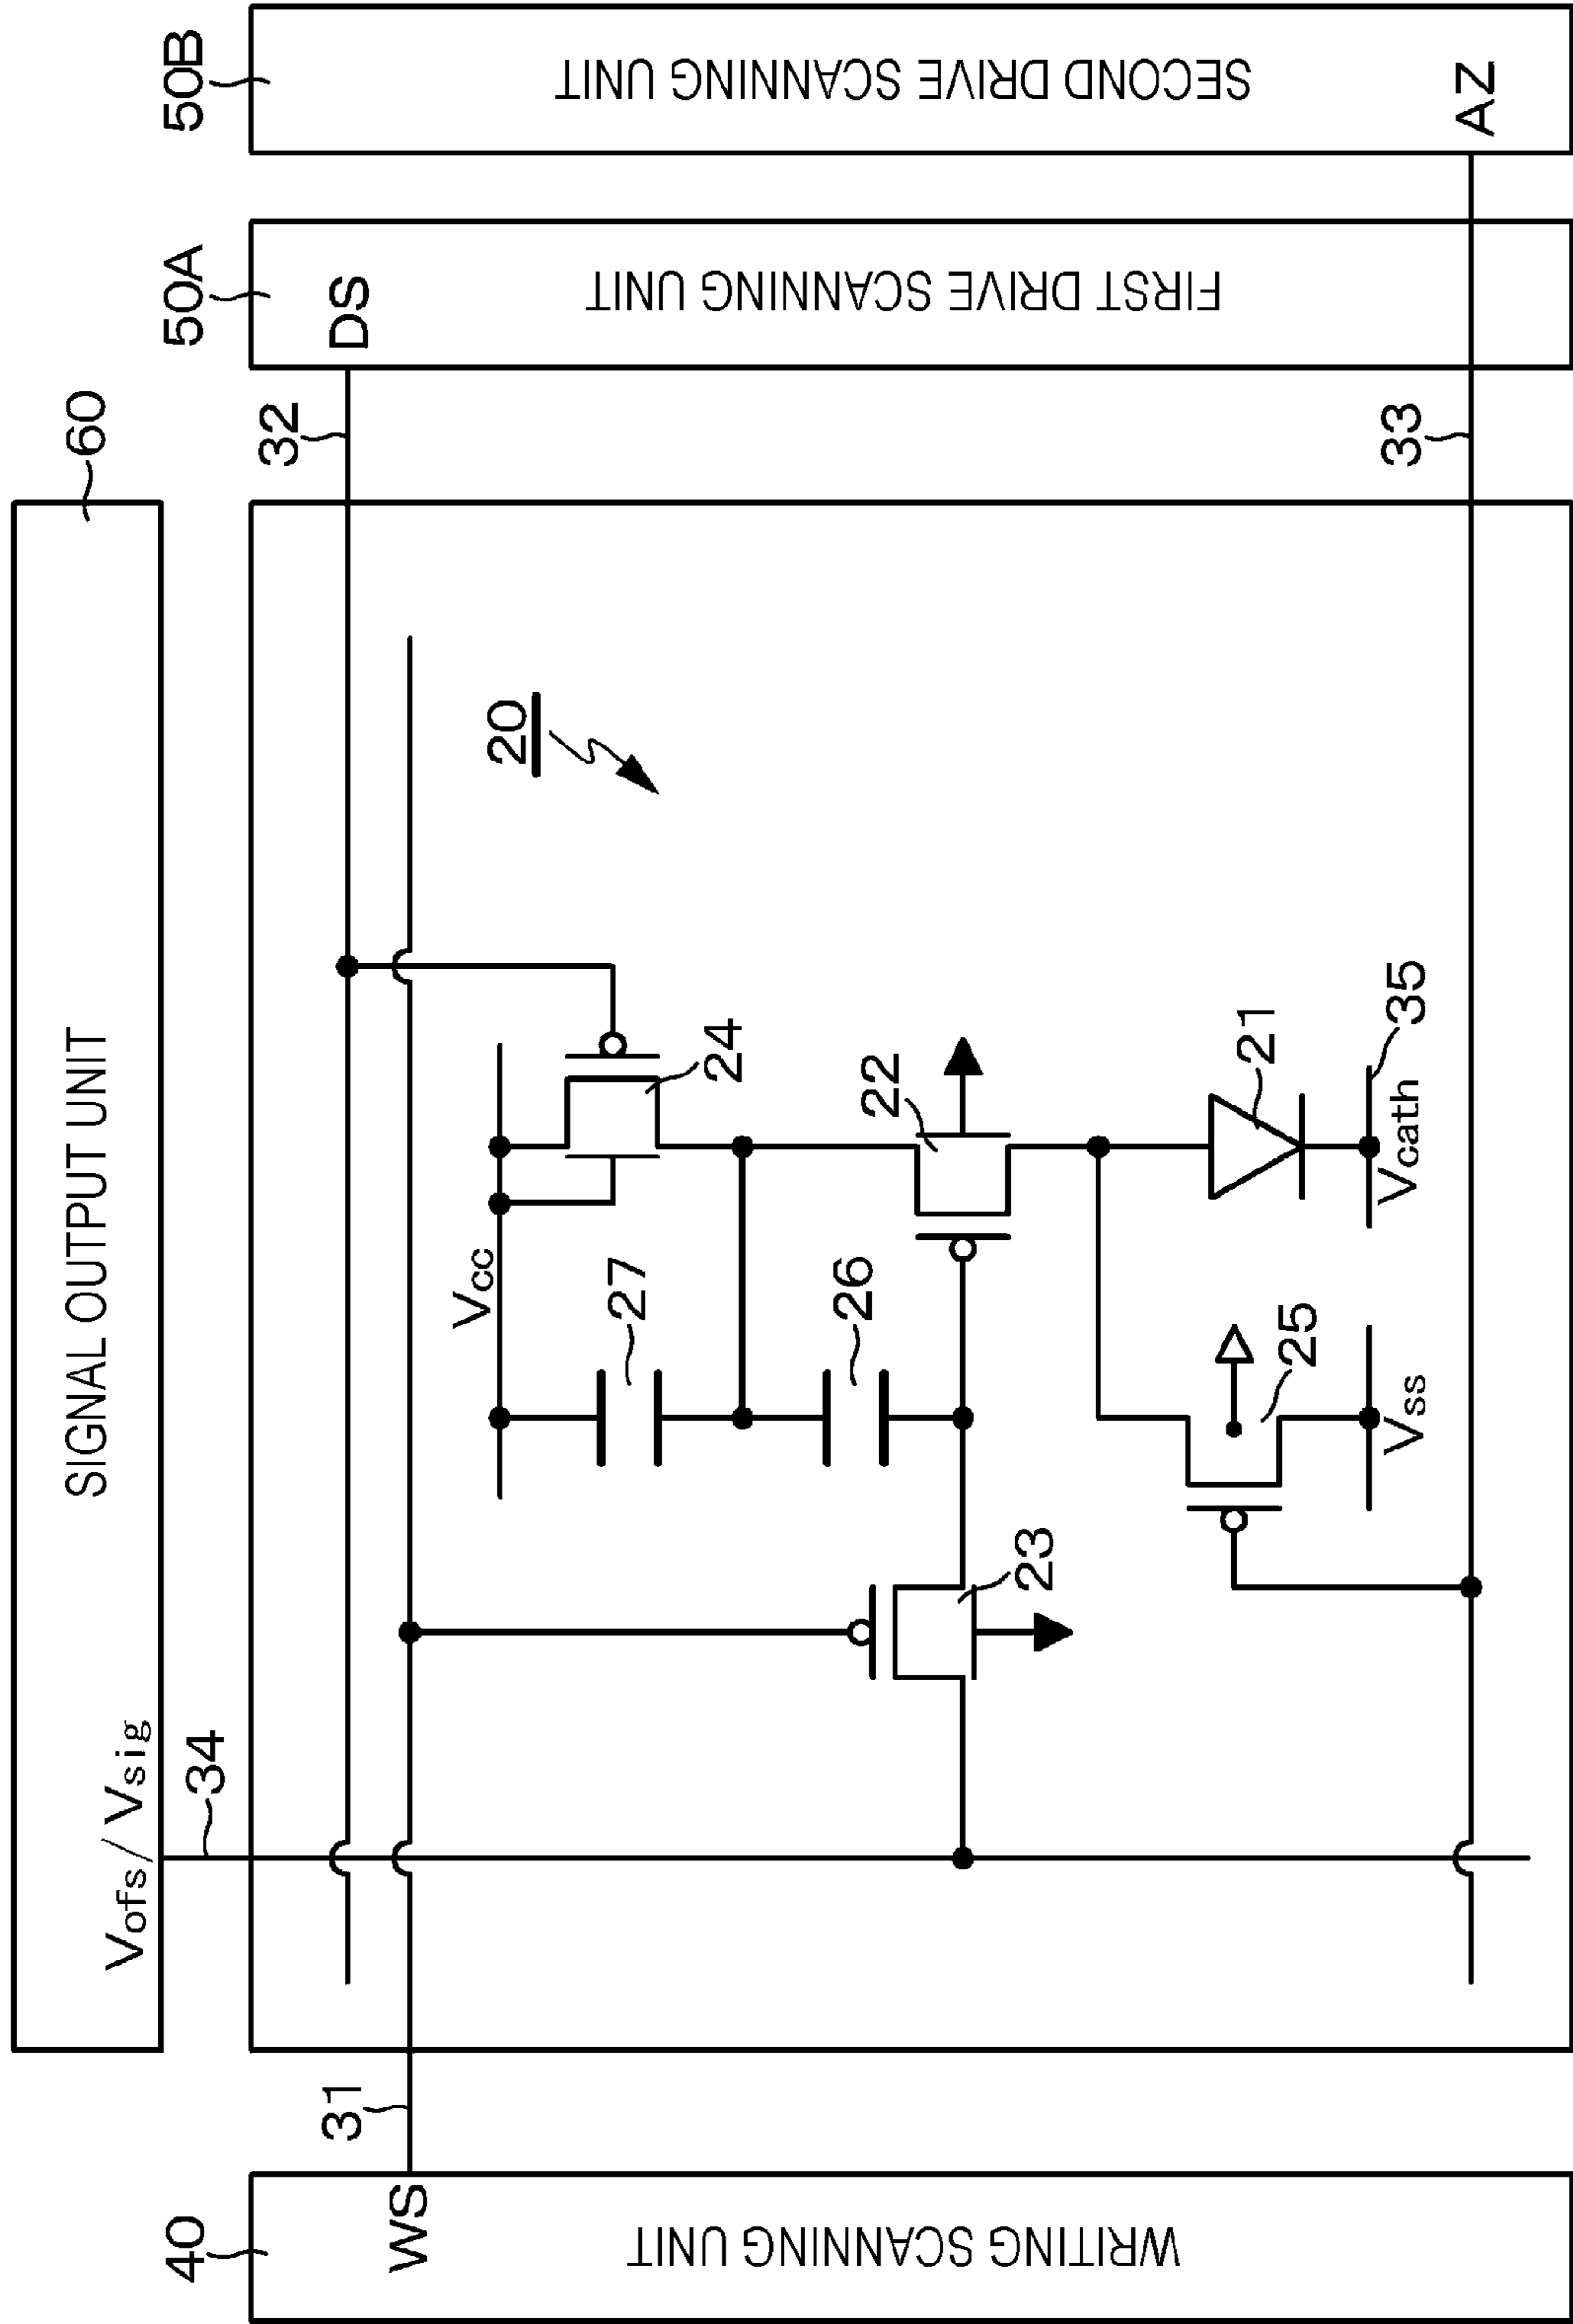 60
SIGNAL OUTPUT UNIT
Vofs/Vsig
34
40
WS
WRITING SCANNING UNIT
31
32
50A
DS
FIRST DRIVE SCANNING UNIT
50B
SECOND DRIVE SCANNING UNIT
AZ
33
20
Vcc
27
24
26
22
23
25
21
Vss
Vcath
35